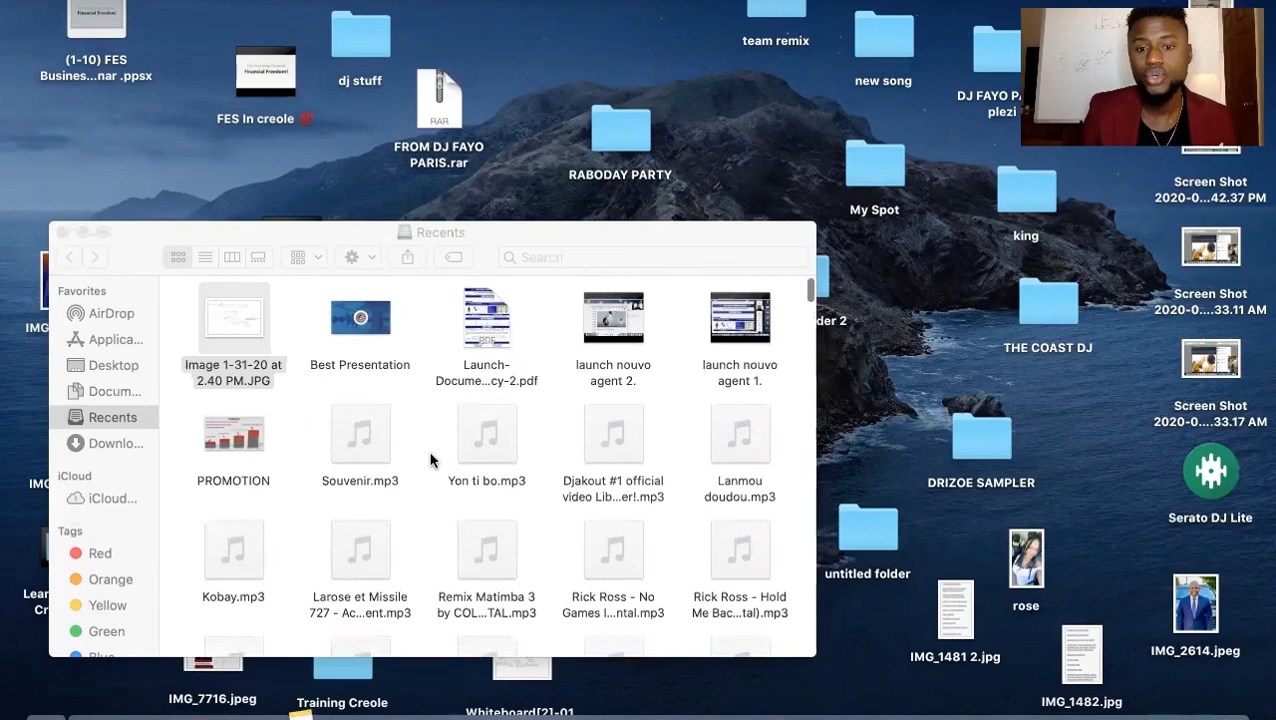 (1-10) FES
Busines...nar .ppsx
FES In creole 💯
dj stuff
RAR
FROM DJ FAYO
PARIS.rar
RABODAY PARTY
team remix
new song
DJ FAYO P
plezi
My Spot
king
Screen Shot
2020-0...42.37 PM
Screen Shot
2020-0....33.11 AM
Screen Shot
2020-0....33.17 AM
der 2
THE COAST DJ
DRIZOE SAMPLER
Serato DJ Lite
untitled folder
rose
IMG_1481 2.jpg
IMG_1482.jpg
IMG_2614.jpeg
IMG_7716.jpeg
Training Creole
Whiteboard[2]-01
Recents
Search
Favorites
AirDrop
Applica...
Desktop
Docum...
Recents
Downlo...
iCloud
iCloud...
Tags
Red
Orange
Yellow
Green
Image 1-31-20 at
2.40 PM.JPG
Best Presentation
Launch-
Docume...cy-2.pdf
launch nouvo
agent 2.
launch nouvo
agent 1.
PROMOTION
Souvenir.mp3
Yon ti bo.mp3
Djakout #1 official
video Lib...er!.mp3
Lanmou
doudou.mp3
Kobay.mp3
Larose et Missile
727 - Ac...ent.mp3
Remix Matimba 3
by COL...TAL.mp3
Rick Ross - No
Games I...ntal.mp3
Rick Ross - Hold
Me Bac...tal).mp3